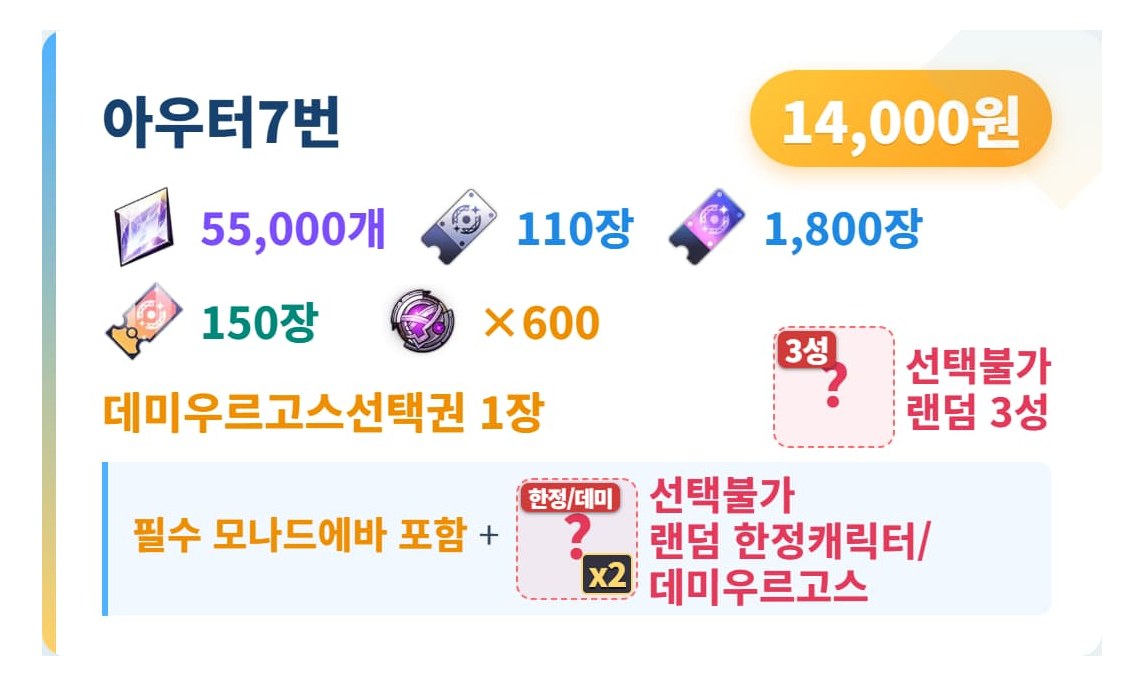 아우터7번
14,000원
55,000개
110장
1,800장
150장
×600
3성
?
선택불가
랜덤 3성
데미우르고스선택권 1장
필수 모나드에바 포함 +
한정/데미
?
x2
선택불가
랜덤 한정캐릭터/
데미우르고스